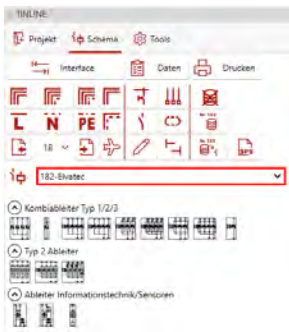 TINLINE
Projekt Schema Tools
Interface Daten Drucken
L N PE
18
182-Elvatec
Kombiableiter Typ 1/2/3
Typ 2 Ableiter
Ableiter Informationstechnik/Sensoren